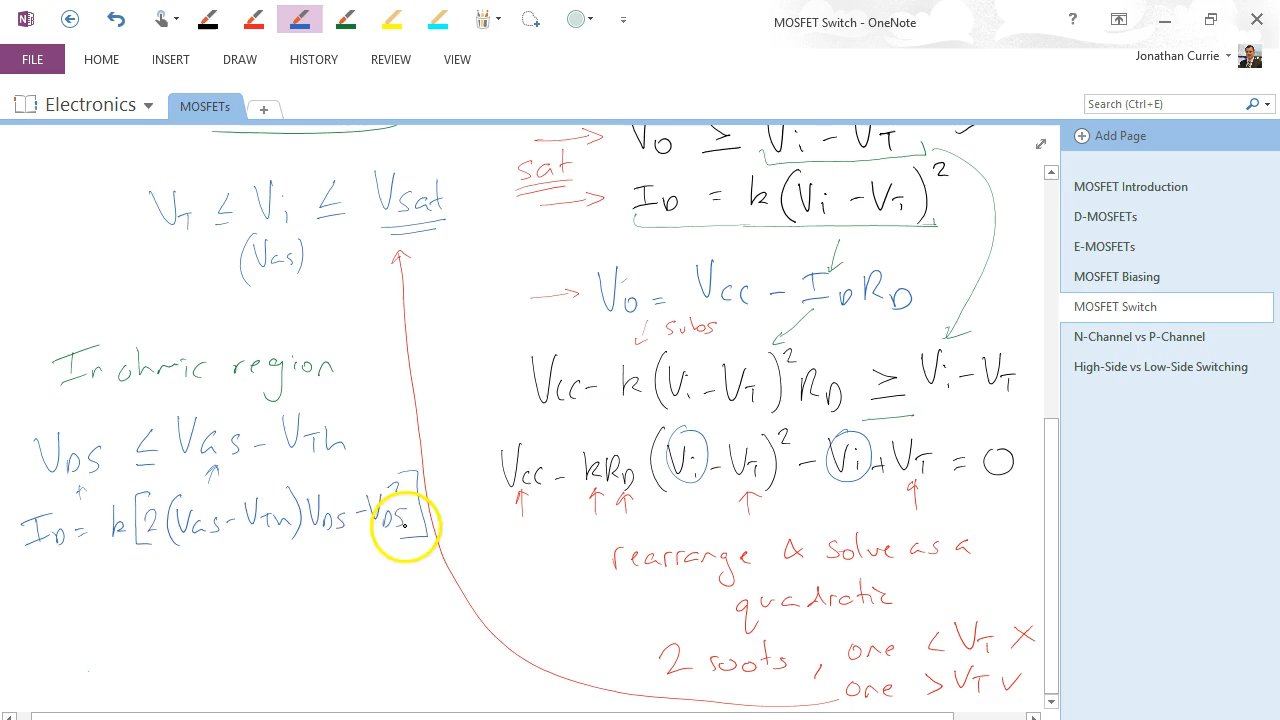 MOSFET Switch - OneNote
?
FILE
HOME
INSERT
DRAW
HISTORY
REVIEW
VIEW
Jonathan Currie
Electronics
MOSFETs
+
Search (Ctrl+E)
Add Page
MOSFET Introduction
D-MOSFETs
E-MOSFETs
MOSFET Biasing
MOSFET Switch
N-Channel vs P-Channel
High-Side vs Low-Side Switching
VT ≤ Vi ≤ Vsat
(VGS)
In ohmic region
VDS ≤ VGS - VTh
ID = k[2(VGS - VTh)VDS - VDS²]
VO ≥ Vi - VT ✓
sat
ID = k(Vi - VT)²
VO = VCC - IDRD
subs
VCC - k(Vi - VT)²RD ≥ Vi - VT
VCC - kRD(Vi - VT)² - Vi + VT = 0
rearrange & solve as a
quadratic
2 roots, one < VT X
one > VT ✓